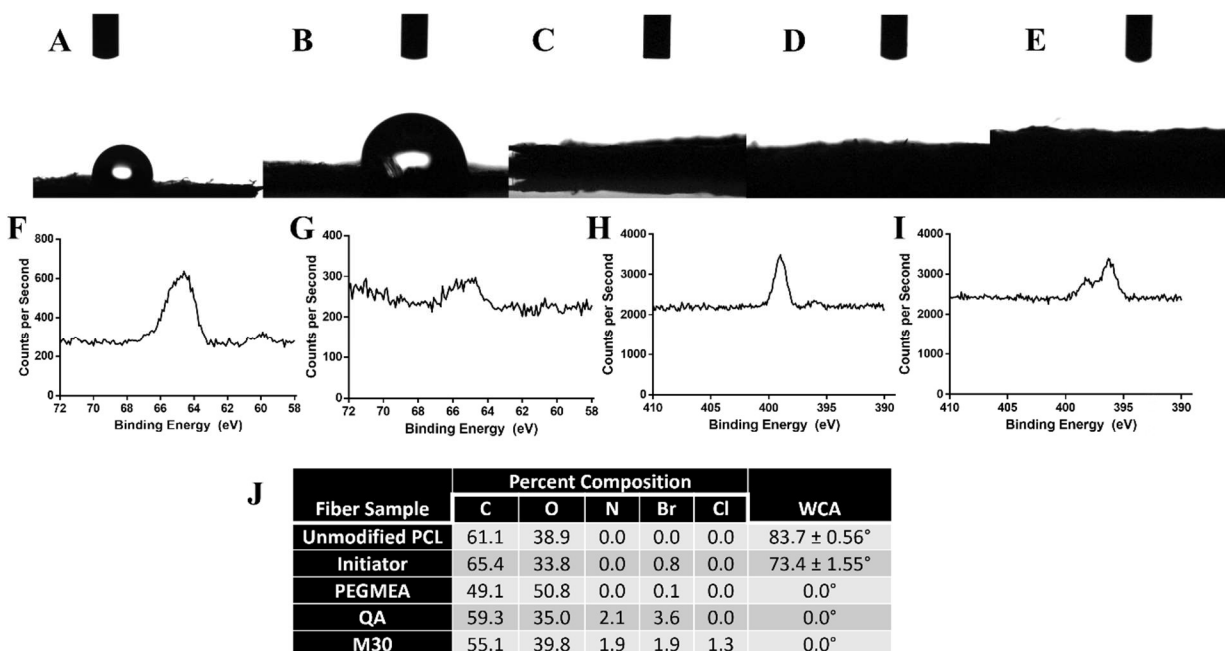 A B C D E
F G H I
800
600
400
200
0
72 70 68 66 64 62 60 58
Counts per Second
Binding Energy (eV)
400
300
200
100
0
72 70 68 66 64 62 60 58
Counts per Second
Binding Energy (eV)
4000
3000
2000
1000
0
410 405 400 395 390
Counts per Second
Binding Energy (eV)
4000
3000
2000
1000
0
410 405 400 395 390
Counts per Second
Binding Energy (eV)
J
Percent Composition
Fiber Sample C O N Br Cl WCA
Unmodified PCL 61.1 38.9 0.0 0.0 0.0 83.7 ± 0.56°
Initiator 65.4 33.8 0.0 0.8 0.0 73.4 ± 1.55°
PEGMEA 49.1 50.8 0.0 0.1 0.0 0.0°
QA 59.3 35.0 2.1 3.6 0.0 0.0°
M30 55.1 39.8 1.9 1.9 1.3 0.0°